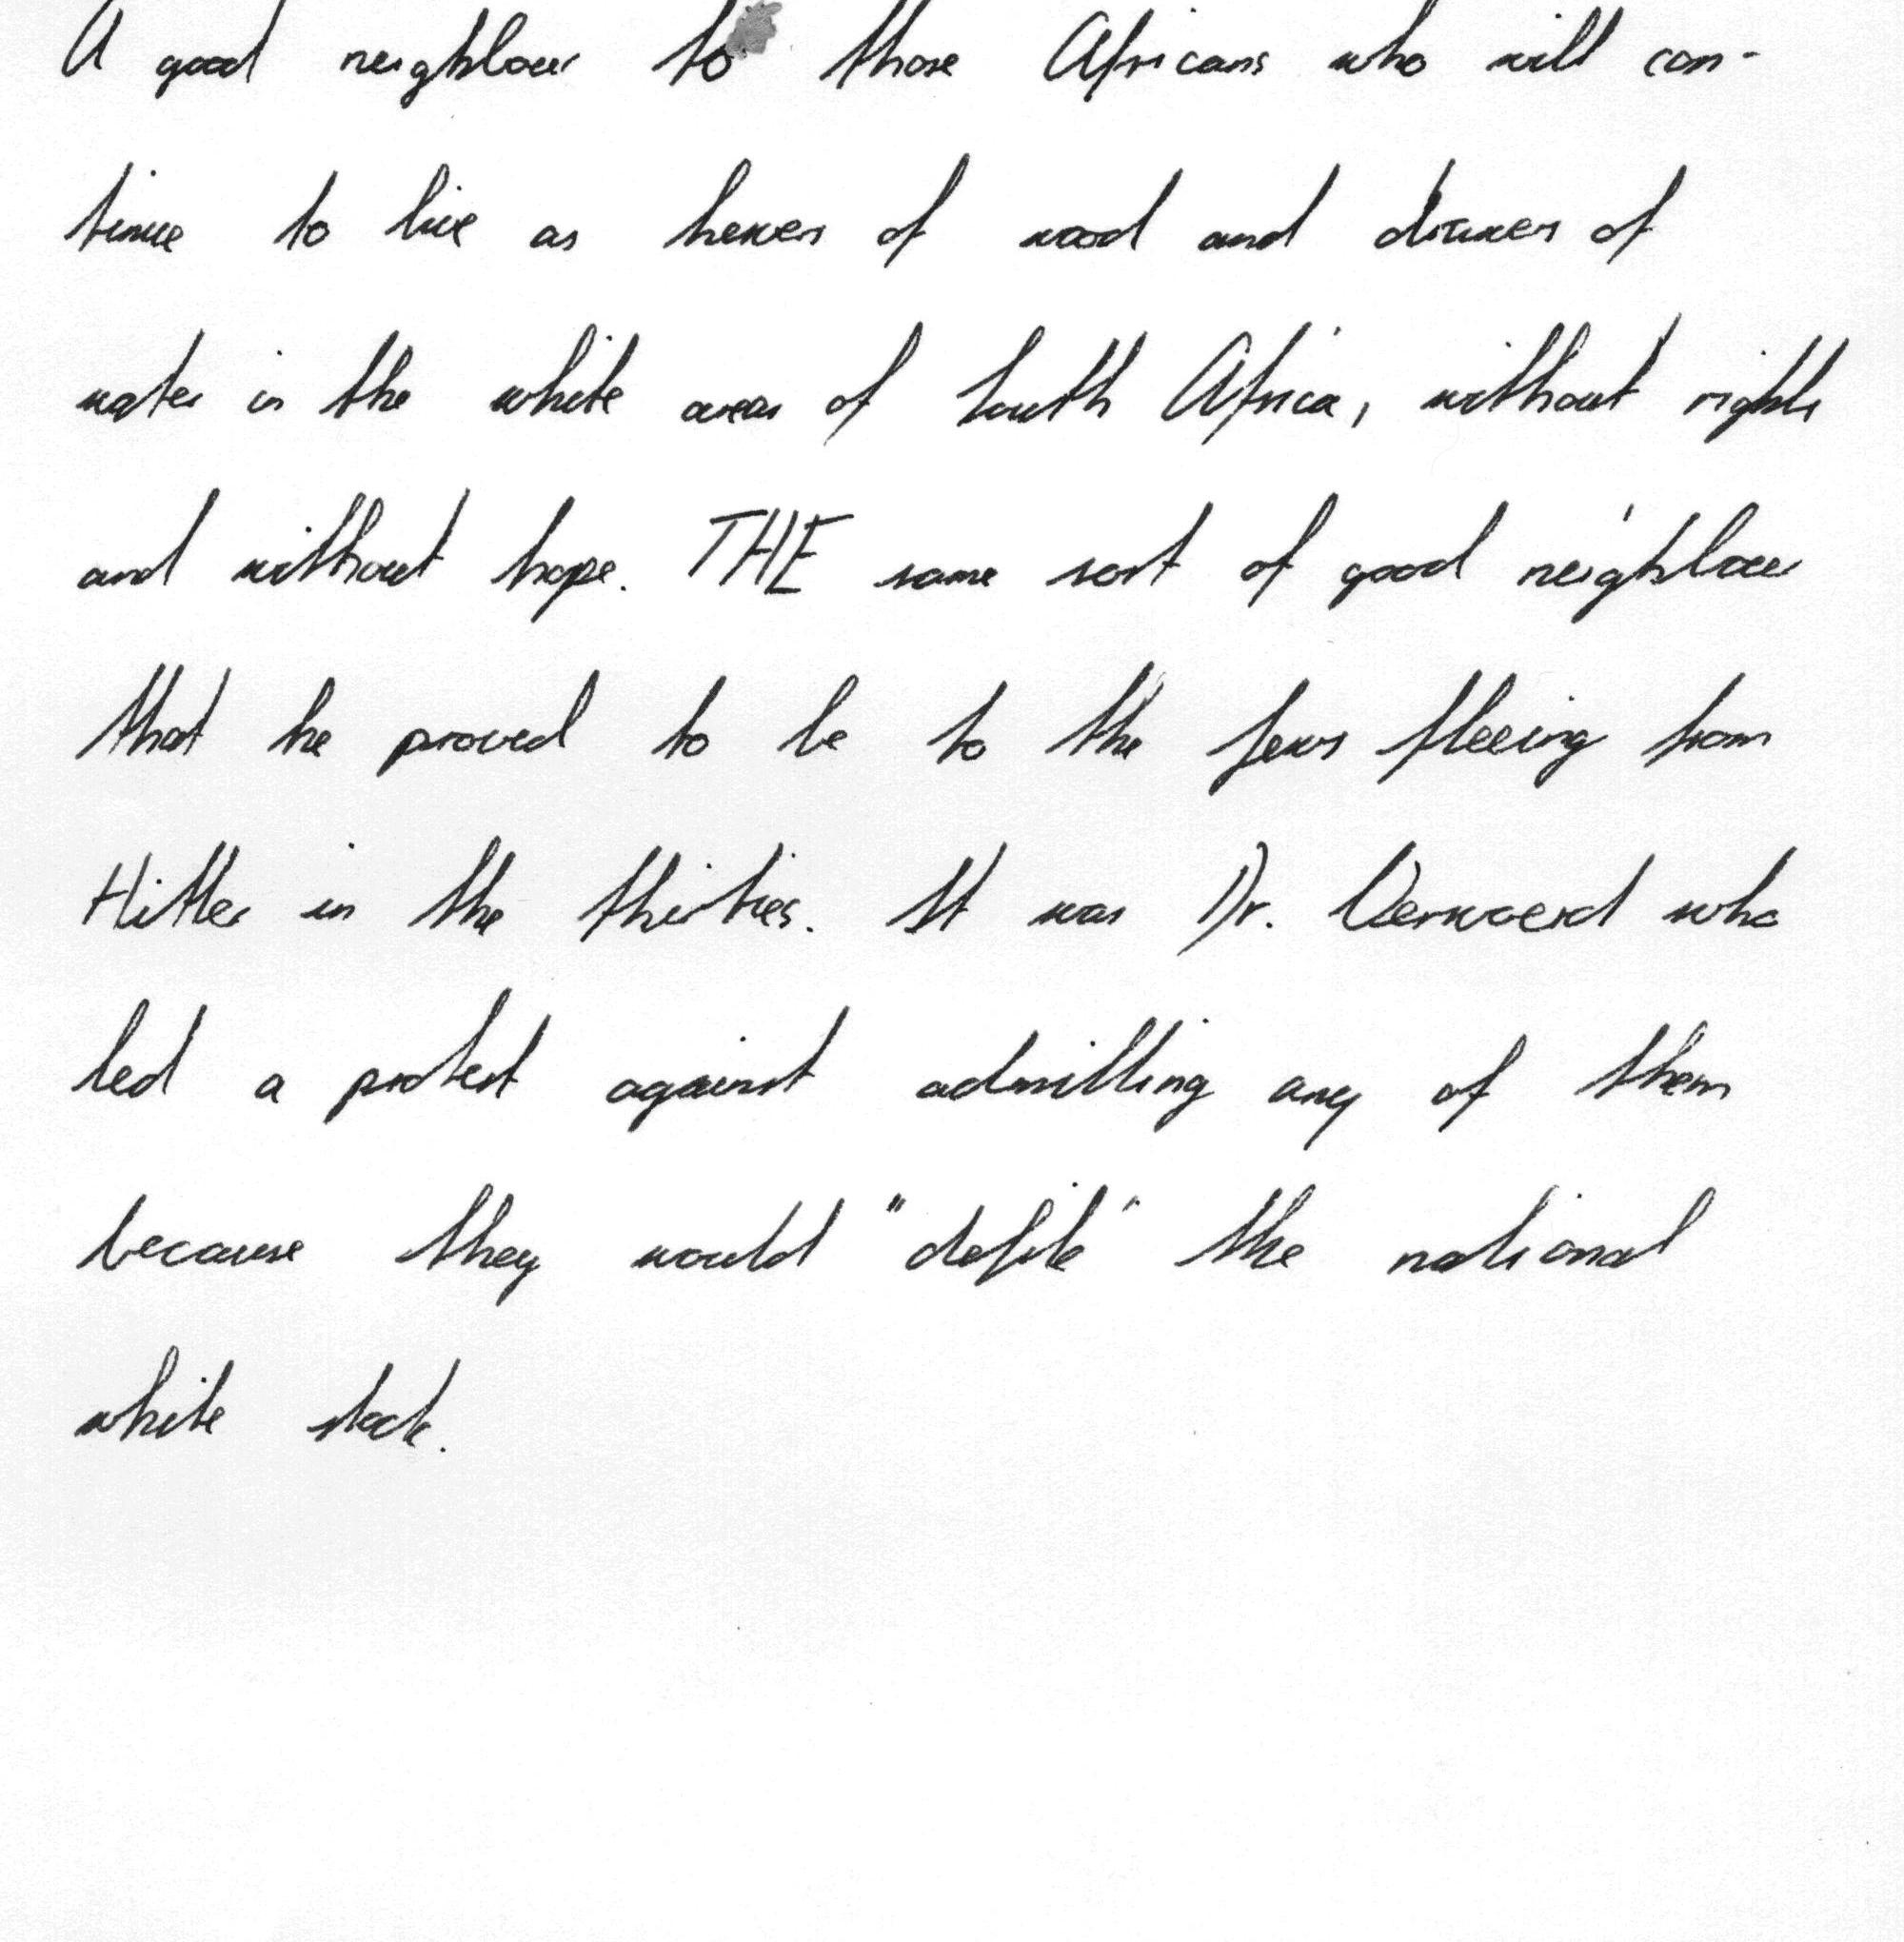 A good neighbour to those Africans who will con-
tinue to live as hewers of wood and drawers of
water in the white areas of South Africa, without rights
and without hope. THE same sort of good neighbour
that he proved to be to the Jews fleeing from
Hitler in the thirties. It was Dr. Verwoerd who
led a protest against admitting any of them
because they would "defile" the national
white stock.